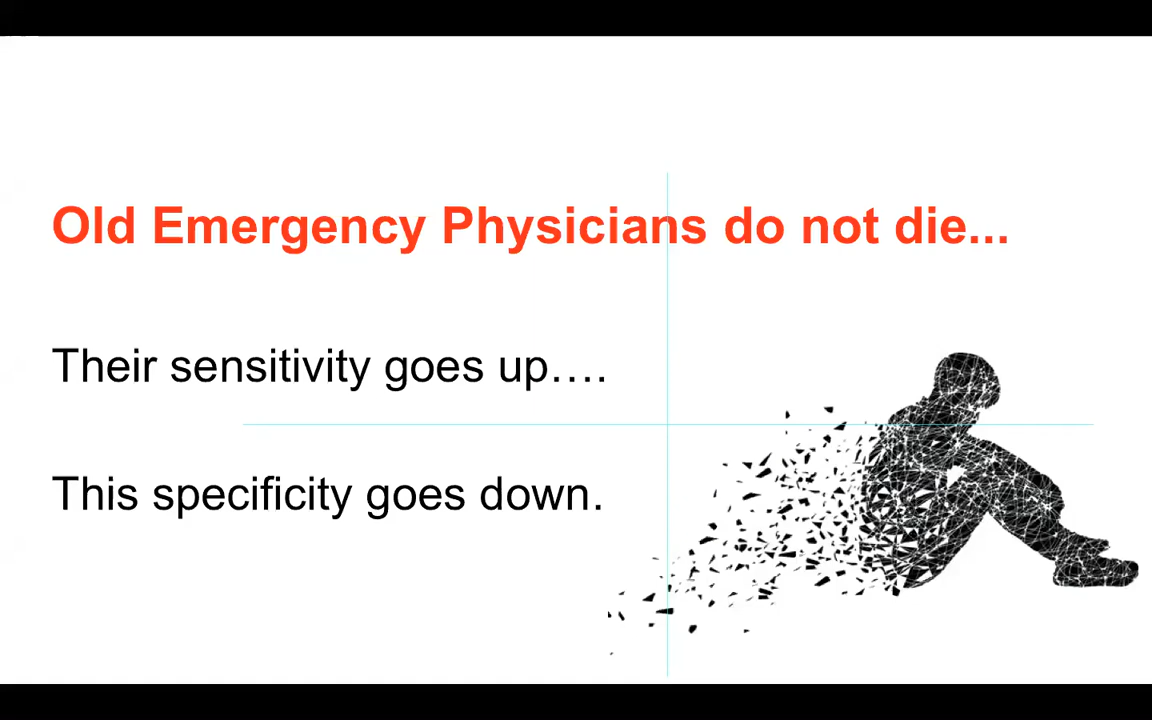 Old Emergency Physicians do not die...
Their sensitivity goes up….
This specificity goes down.